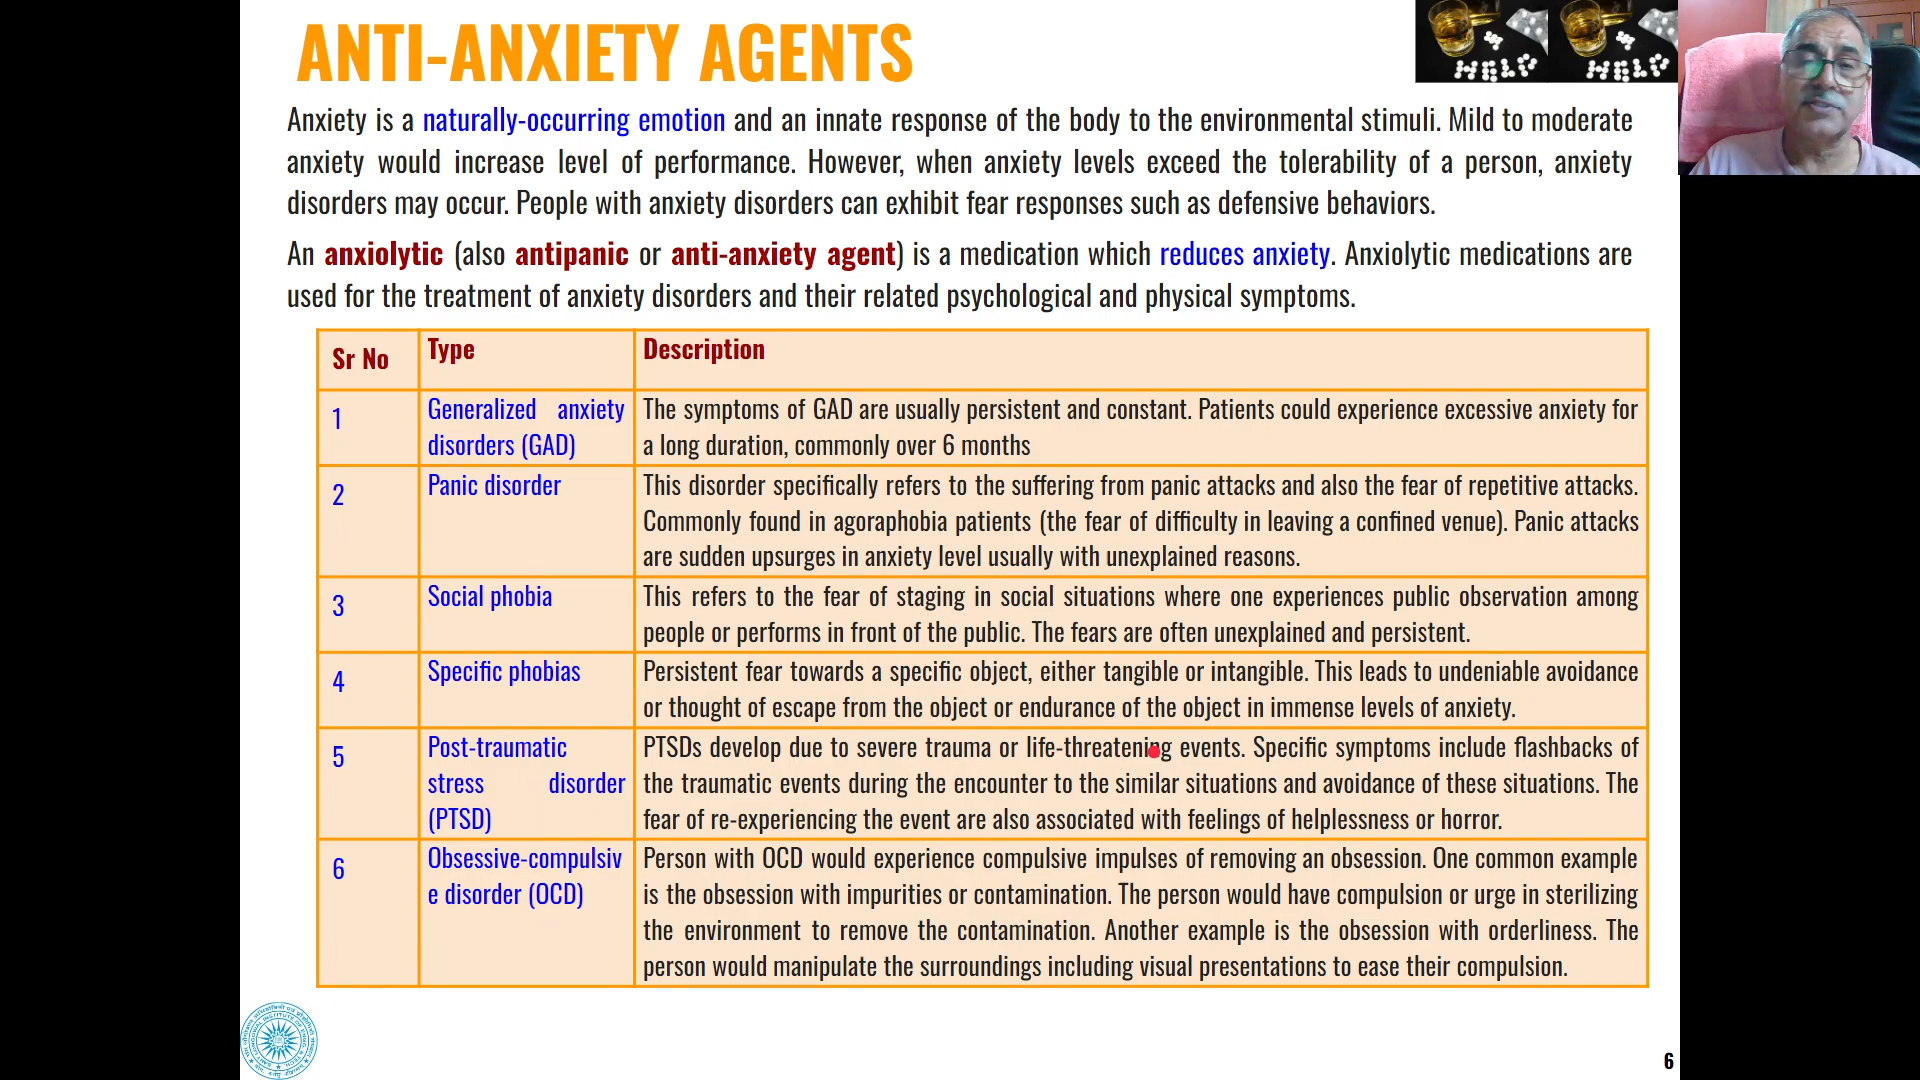 ANTI-ANXIETY AGENTS
HELP HELP
Anxiety is a naturally-occurring emotion and an innate response of the body to the environmental stimuli. Mild to moderate
anxiety would increase level of performance. However, when anxiety levels exceed the tolerability of a person, anxiety
disorders may occur. People with anxiety disorders can exhibit fear responses such as defensive behaviors.
An anxiolytic (also antipanic or anti-anxiety agent) is a medication which reduces anxiety. Anxiolytic medications are
used for the treatment of anxiety disorders and their related psychological and physical symptoms.
Sr No Type Description
1 Generalized anxiety The symptoms of GAD are usually persistent and constant. Patients could experience excessive anxiety for
disorders (GAD) a long duration, commonly over 6 months
2 Panic disorder This disorder specifically refers to the suffering from panic attacks and also the fear of repetitive attacks.
Commonly found in agoraphobia patients (the fear of difficulty in leaving a confined venue). Panic attacks
are sudden upsurges in anxiety level usually with unexplained reasons.
3 Social phobia This refers to the fear of staging in social situations where one experiences public observation among
people or performs in front of the public. The fears are often unexplained and persistent.
4 Specific phobias Persistent fear towards a specific object, either tangible or intangible. This leads to undeniable avoidance
or thought of escape from the object or endurance of the object in immense levels of anxiety.
5 Post-traumatic PTSDs develop due to severe trauma or life-threatening events. Specific symptoms include flashbacks of
stress disorder the traumatic events during the encounter to the similar situations and avoidance of these situations. The
(PTSD) fear of re-experiencing the event are also associated with feelings of helplessness or horror.
6 Obsessive-compulsiv Person with OCD would experience compulsive impulses of removing an obsession. One common example
e disorder (OCD) is the obsession with impurities or contamination. The person would have compulsion or urge in sterilizing
the environment to remove the contamination. Another example is the obsession with orderliness. The
person would manipulate the surroundings including visual presentations to ease their compulsion.
6